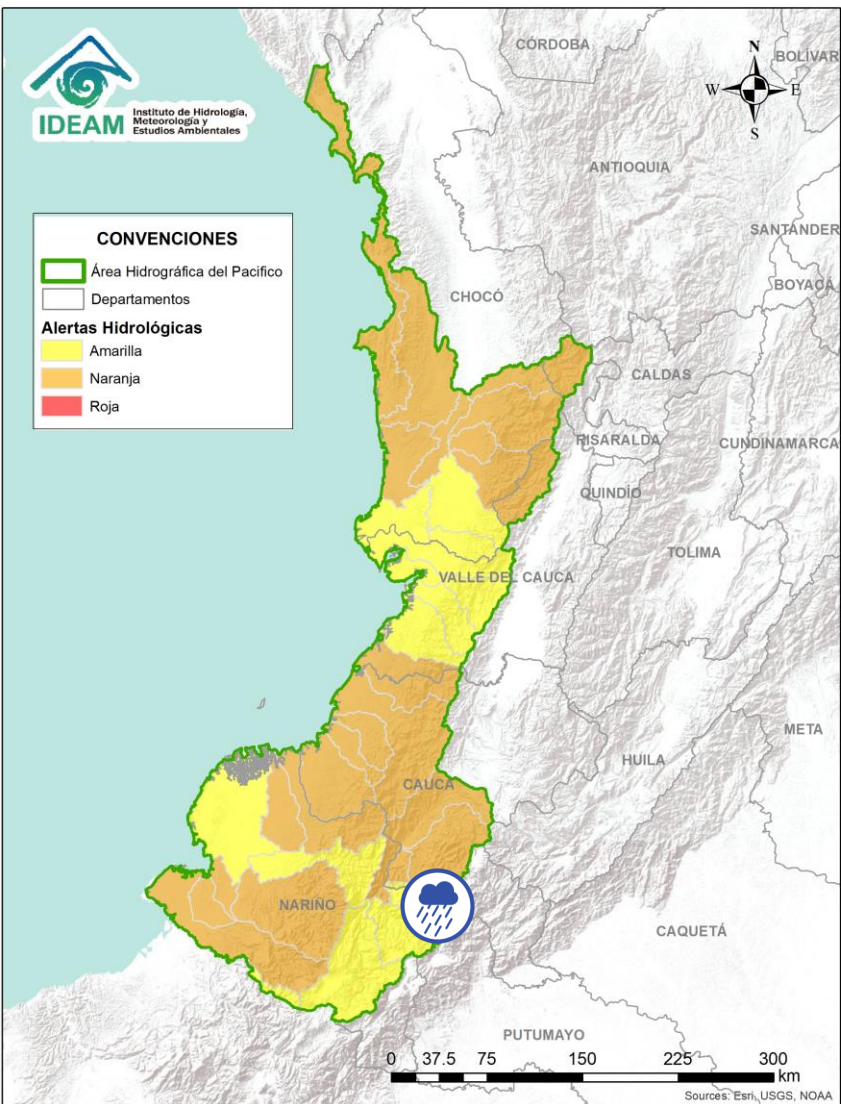 IDEAM
Instituto de Hidrología,
Meteorología y
Estudios Ambientales
CÓRDOBA
BOLÍVAR
N
W
E
S
ANTIOQUIA
SANTANDER
BOYACÁ
CONVENCIONES
Área Hidrográfica del Pacifico
Departamentos
Alertas Hidrológicas
Amarilla
Naranja
Roja
CHOCÓ
CALDAS
RISARALDA
CUNDINAMARCA
QUINDÍO
TOLIMA
VALLE DEL CAUCA
META
HUILA
CAUCA
NARIÑO
CAQUETÁ
PUTUMAYO
0 37.5 75 150 225 300
km
Sources: Esri, USGS, NOAA